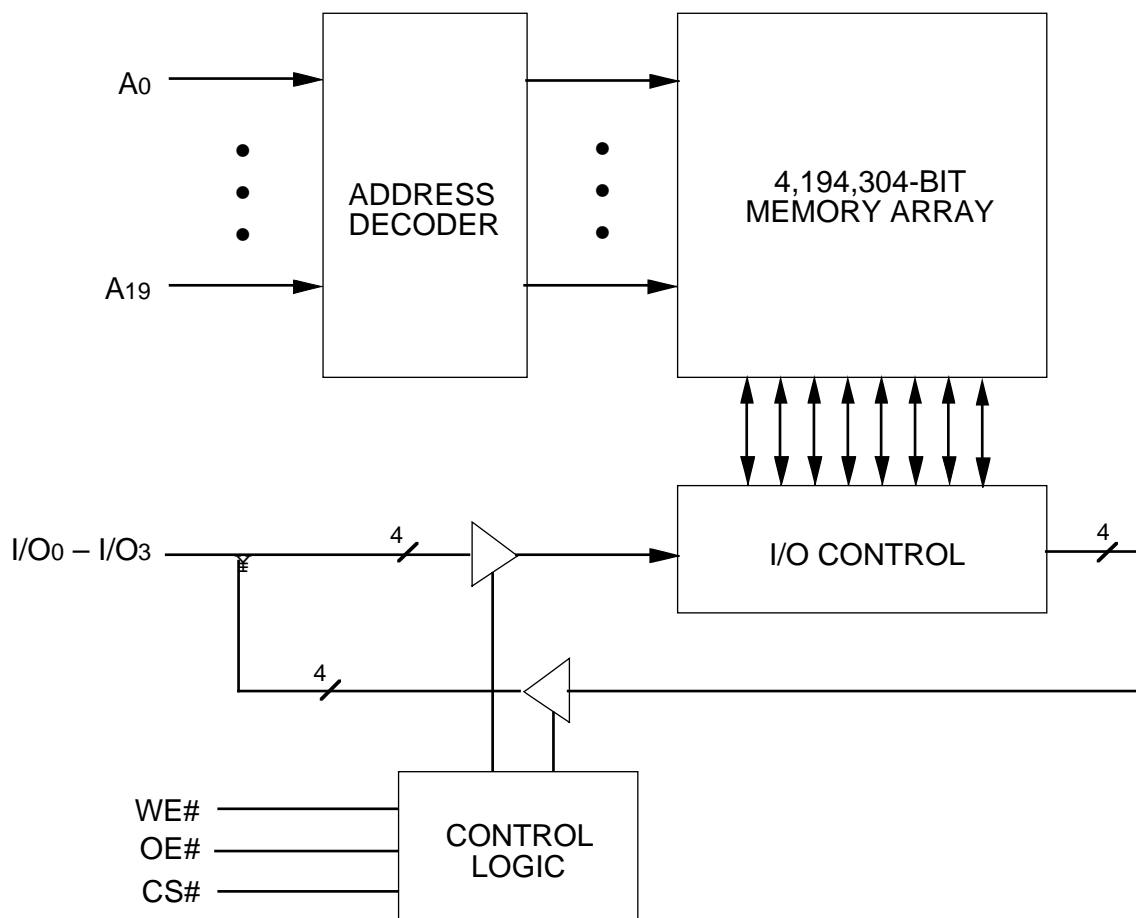 A0
A19
ADDRESS
DECODER
4,194,304-BIT
MEMORY ARRAY
I/O0 – I/O3
4
I/O CONTROL
4
4
WE#
OE#
CS#
CONTROL
LOGIC